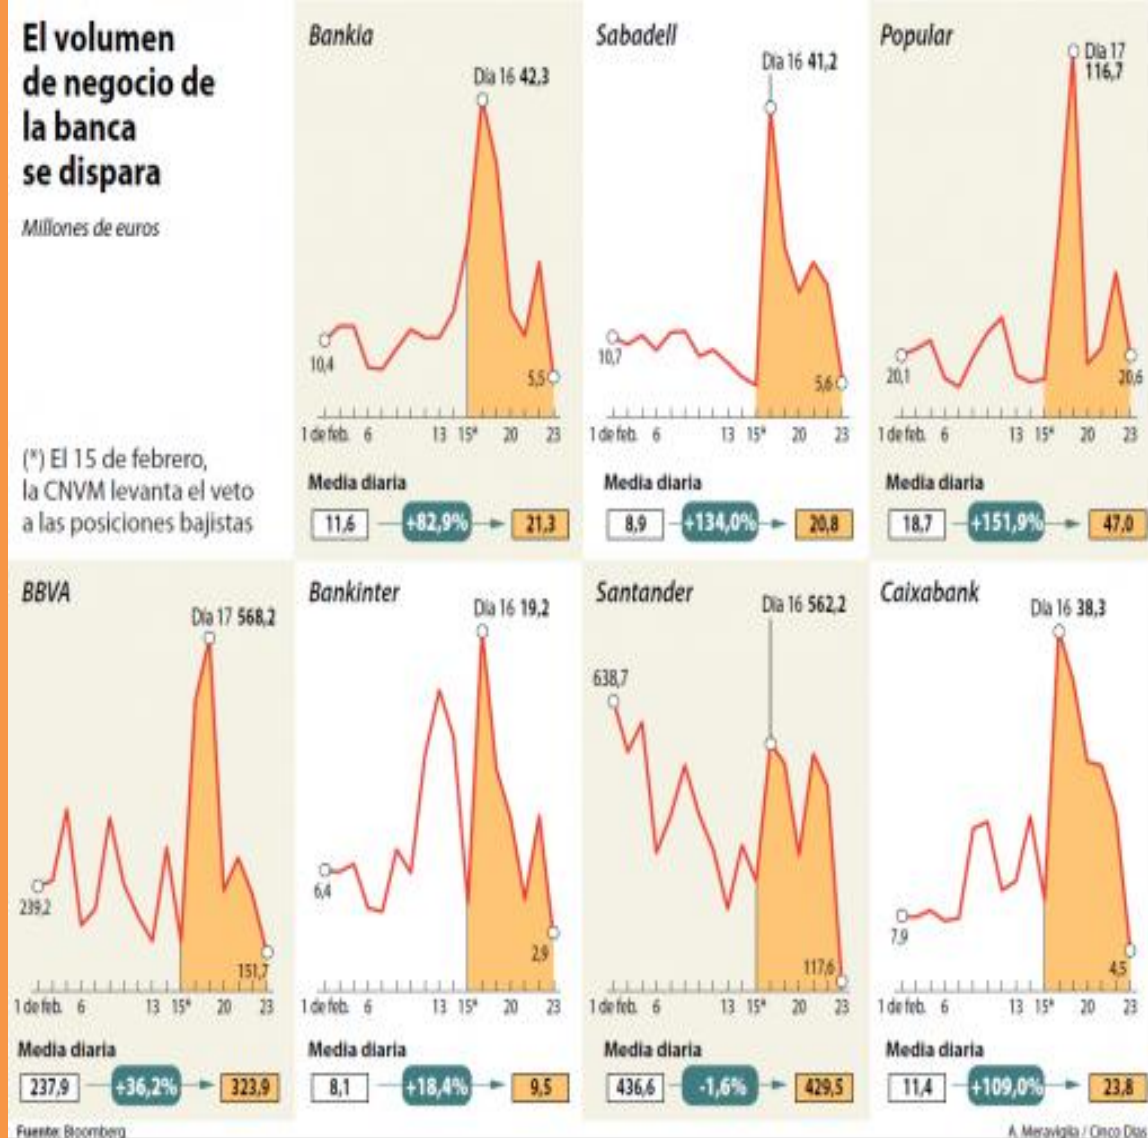 El volumen
de negocio de
la banca
se dispara
Millones de euros
(*) El 15 de febrero,
la CNVM levanta el veto
a las posiciones bajistas
Bankia
Día 16 42,3
10,4
5,5
1 de feb. 6 13 15* 20 23
Media diaria
11,6 +82,9% 21,3
Sabadell
Día 16 41,2
10,7
5,6
1 de feb. 6 13 15* 20 23
Media diaria
8,9 +134,0% 20,8
Popular
Día 17
116,7
20,1
20,6
1 de feb. 6 13 15* 20 23
Media diaria
18,7 +151,9% 47,0
BBVA
Día 17 568,2
239,2
151,7
1 de feb. 6 13 15* 20 23
Media diaria
237,9 +36,2% 323,9
Bankinter
Día 16 19,2
6,4
2,9
1 de feb. 6 13 15* 20 23
Media diaria
8,1 +18,4% 9,5
Santander
Día 16 562,2
638,7
117,6
1 de feb. 6 13 15* 20 23
Media diaria
436,6 -1,6% 429,5
Caixabank
Día 16 38,3
7,9
4,5
1 de feb. 6 13 15* 20 23
Media diaria
11,4 +109,0% 23,8
Fuente: Bloomberg
A. Meraviglia / Cinco Días